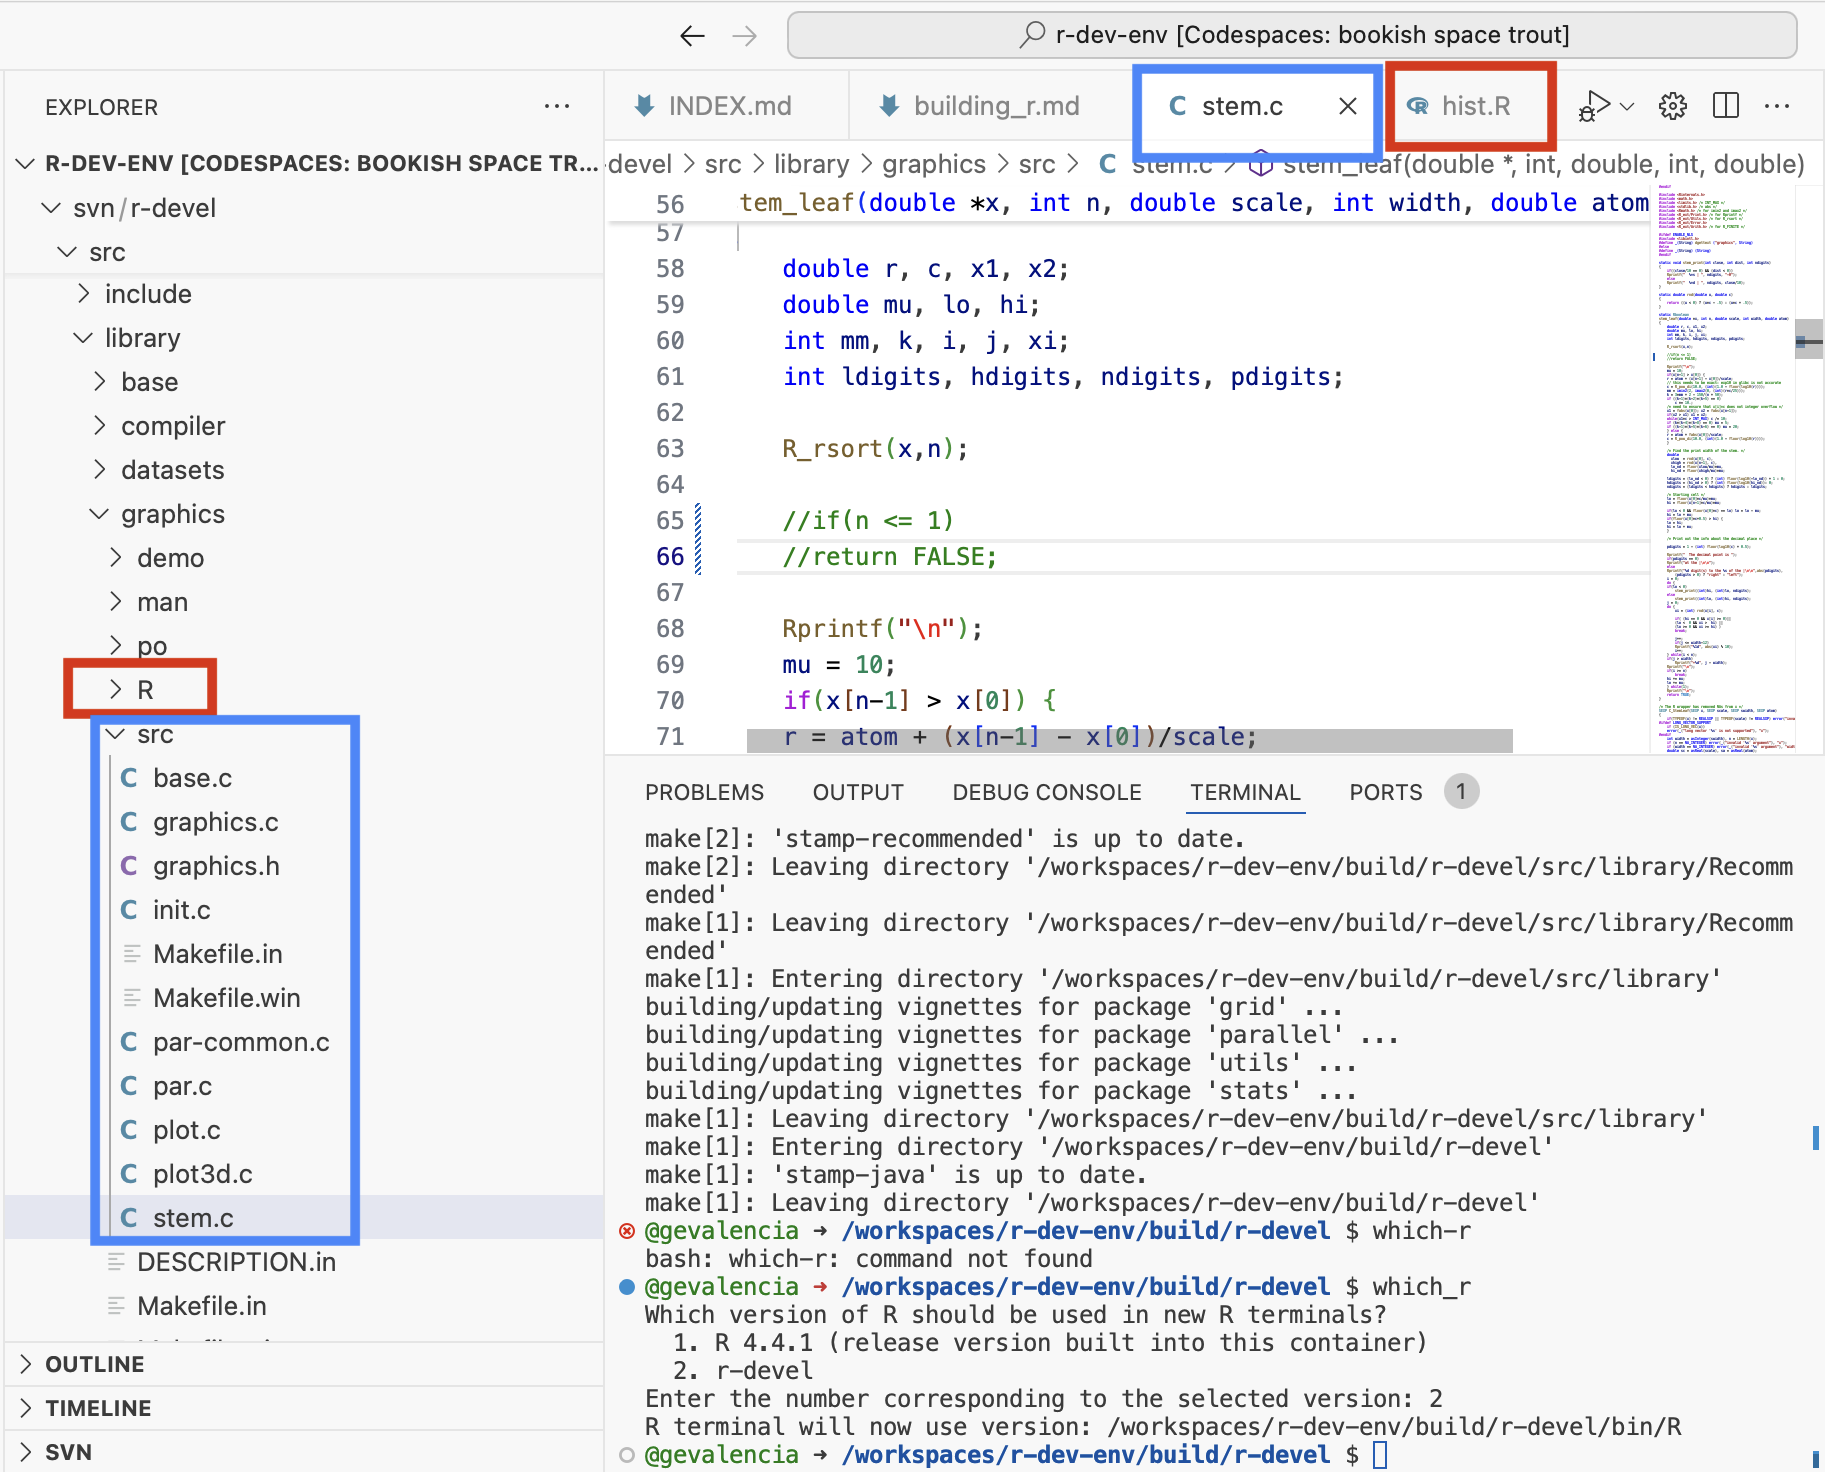 r-dev-env [Codespaces: bookish space trout]
EXPLORER
R-DEV-ENV [CODESPACES: BOOKISH SPACE TR...
svn/r-devel
src
include
library
base
compiler
datasets
graphics
demo
man
po
R
src
base.c
graphics.c
graphics.h
init.c
Makefile.in
Makefile.win
par-common.c
par.c
plot.c
plot3d.c
stem.c
DESCRIPTION.in
Makefile.in
OUTLINE
TIMELINE
SVN
INDEX.md
building_r.md
C stem.c
hist.R
-devel > src > library > graphics > src > C stem.c > stem_leaf(double *, int, double, int, double)
56 tem_leaf(double *x, int n, double scale, int width, double atom
57
58 double r, c, x1, x2;
59 double mu, lo, hi;
60 int mm, k, i, j, xi;
61 int ldigits, hdigits, ndigits, pdigits;
62
63 R_rsort(x,n);
64
65 //if(n <= 1)
66 //return FALSE;
67
68 Rprintf("\n");
69 mu = 10;
70 if(x[n-1] > x[0]) {
71 r = atom + (x[n-1] - x[0])/scale;
PROBLEMS OUTPUT DEBUG CONSOLE TERMINAL PORTS 1
make[2]: 'stamp-recommended' is up to date.
make[2]: Leaving directory '/workspaces/r-dev-env/build/r-devel/src/library/Recomm
ended'
make[1]: Leaving directory '/workspaces/r-dev-env/build/r-devel/src/library/Recomm
ended'
make[1]: Entering directory '/workspaces/r-dev-env/build/r-devel/src/library'
building/updating vignettes for package 'grid' ...
building/updating vignettes for package 'parallel' ...
building/updating vignettes for package 'utils' ...
building/updating vignettes for package 'stats' ...
make[1]: Leaving directory '/workspaces/r-dev-env/build/r-devel/src/library'
make[1]: Entering directory '/workspaces/r-dev-env/build/r-devel'
make[1]: 'stamp-java' is up to date.
make[1]: Leaving directory '/workspaces/r-dev-env/build/r-devel'
@gevalencia → /workspaces/r-dev-env/build/r-devel $ which-r
bash: which-r: command not found
@gevalencia → /workspaces/r-dev-env/build/r-devel $ which_r
Which version of R should be used in new R terminals?
1. R 4.4.1 (release version built into this container)
2. r-devel
Enter the number corresponding to the selected version: 2
R terminal will now use version: /workspaces/r-dev-env/build/r-devel/bin/R
@gevalencia → /workspaces/r-dev-env/build/r-devel $